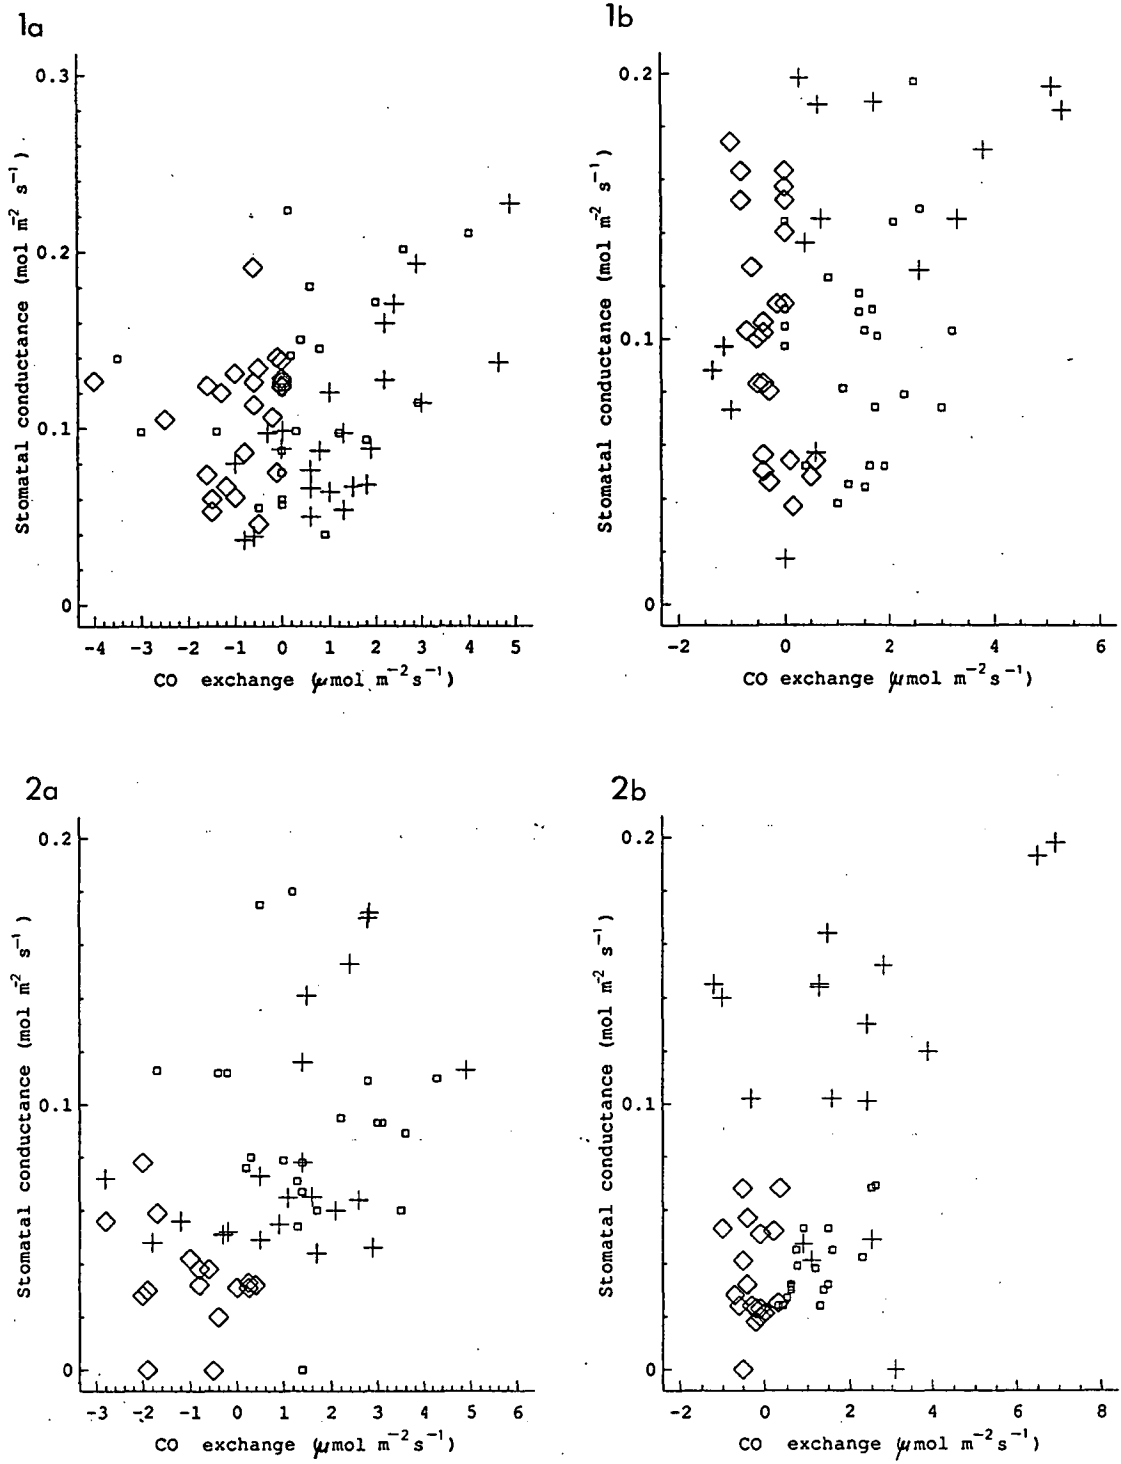 1a
0.3
0.2
0.1
0
Stomatal conductance (mol m⁻² s⁻¹)
-4 -3 -2 -1 0 1 2 3 4 5
CO exchange (μmol m⁻²s⁻¹)
1b
0.2
0.1
0
Stomatal conductance (mol m⁻² s⁻¹)
-2 0 2 4 6
CO exchange (μmol m⁻²s⁻¹)
2a
0.2
0.1
0
Stomatal conductance (mol m⁻² s⁻¹)
-3 -2 -1 0 1 2 3 4 5 6
CO exchange (μmol m⁻²s⁻¹)
2b
0.2
0.1
0
Stomatal conductance (mol m⁻² s⁻¹)
-2 0 2 4 6 8
CO exchange (μmol m⁻²s⁻¹)